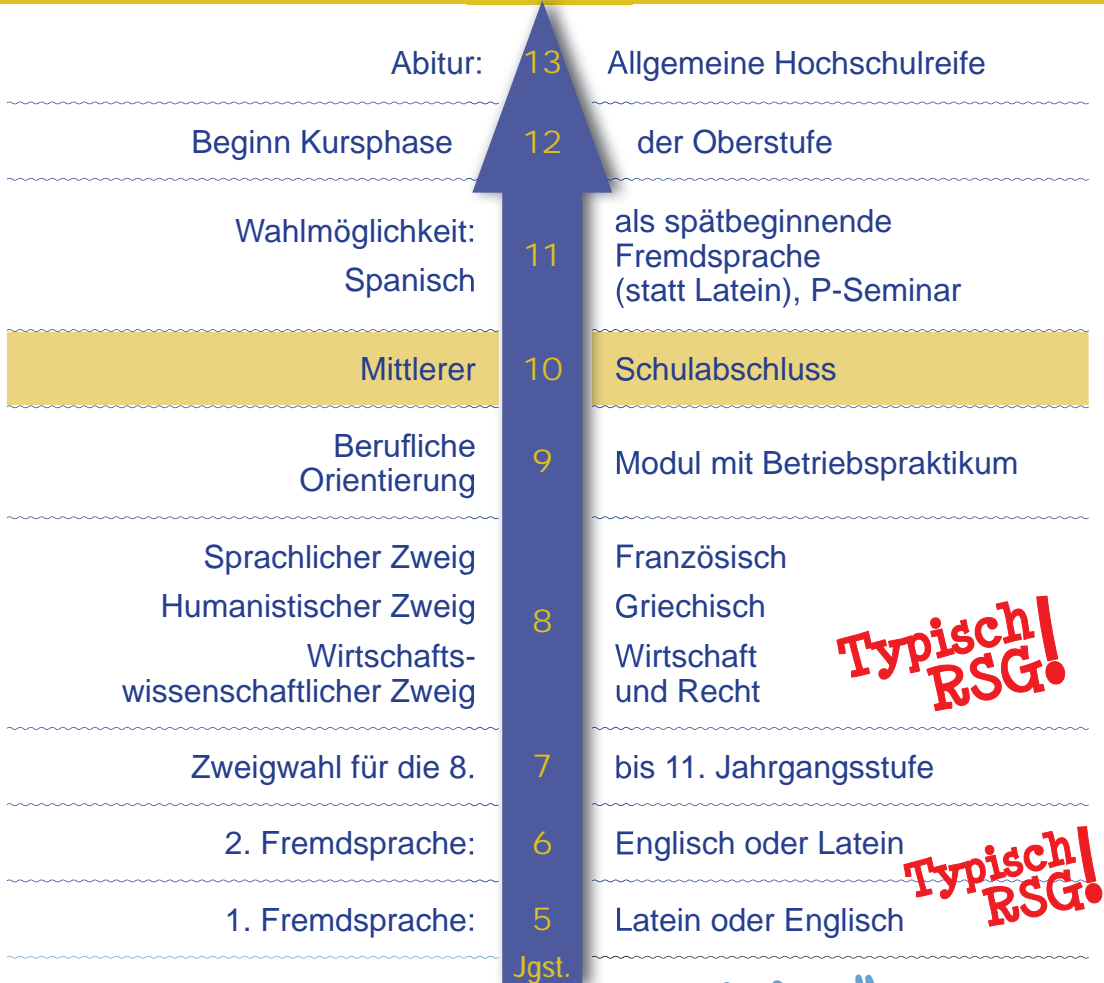 Abitur: 13 Allgemeine Hochschulreife
Beginn Kursphase 12 der Oberstufe
Wahlmöglichkeit:
Spanisch
11
als spätbeginnende
Fremdsprache
(statt Latein), P-Seminar
Mittlerer 10 Schulabschluss
Berufliche
Orientierung
9
Modul mit Betriebspraktikum
Sprachlicher Zweig
Humanistischer Zweig
Wirtschafts-
wissenschaftlicher Zweig
8
Französisch
Griechisch
Wirtschaft
und Recht
Typisch
RSG!
Zweigwahl für die 8. 7 bis 11. Jahrgangsstufe
2. Fremdsprache: 6 Englisch oder Latein
1. Fremdsprache: 5 Latein oder Englisch
Typisch
RSG!
Jgst.